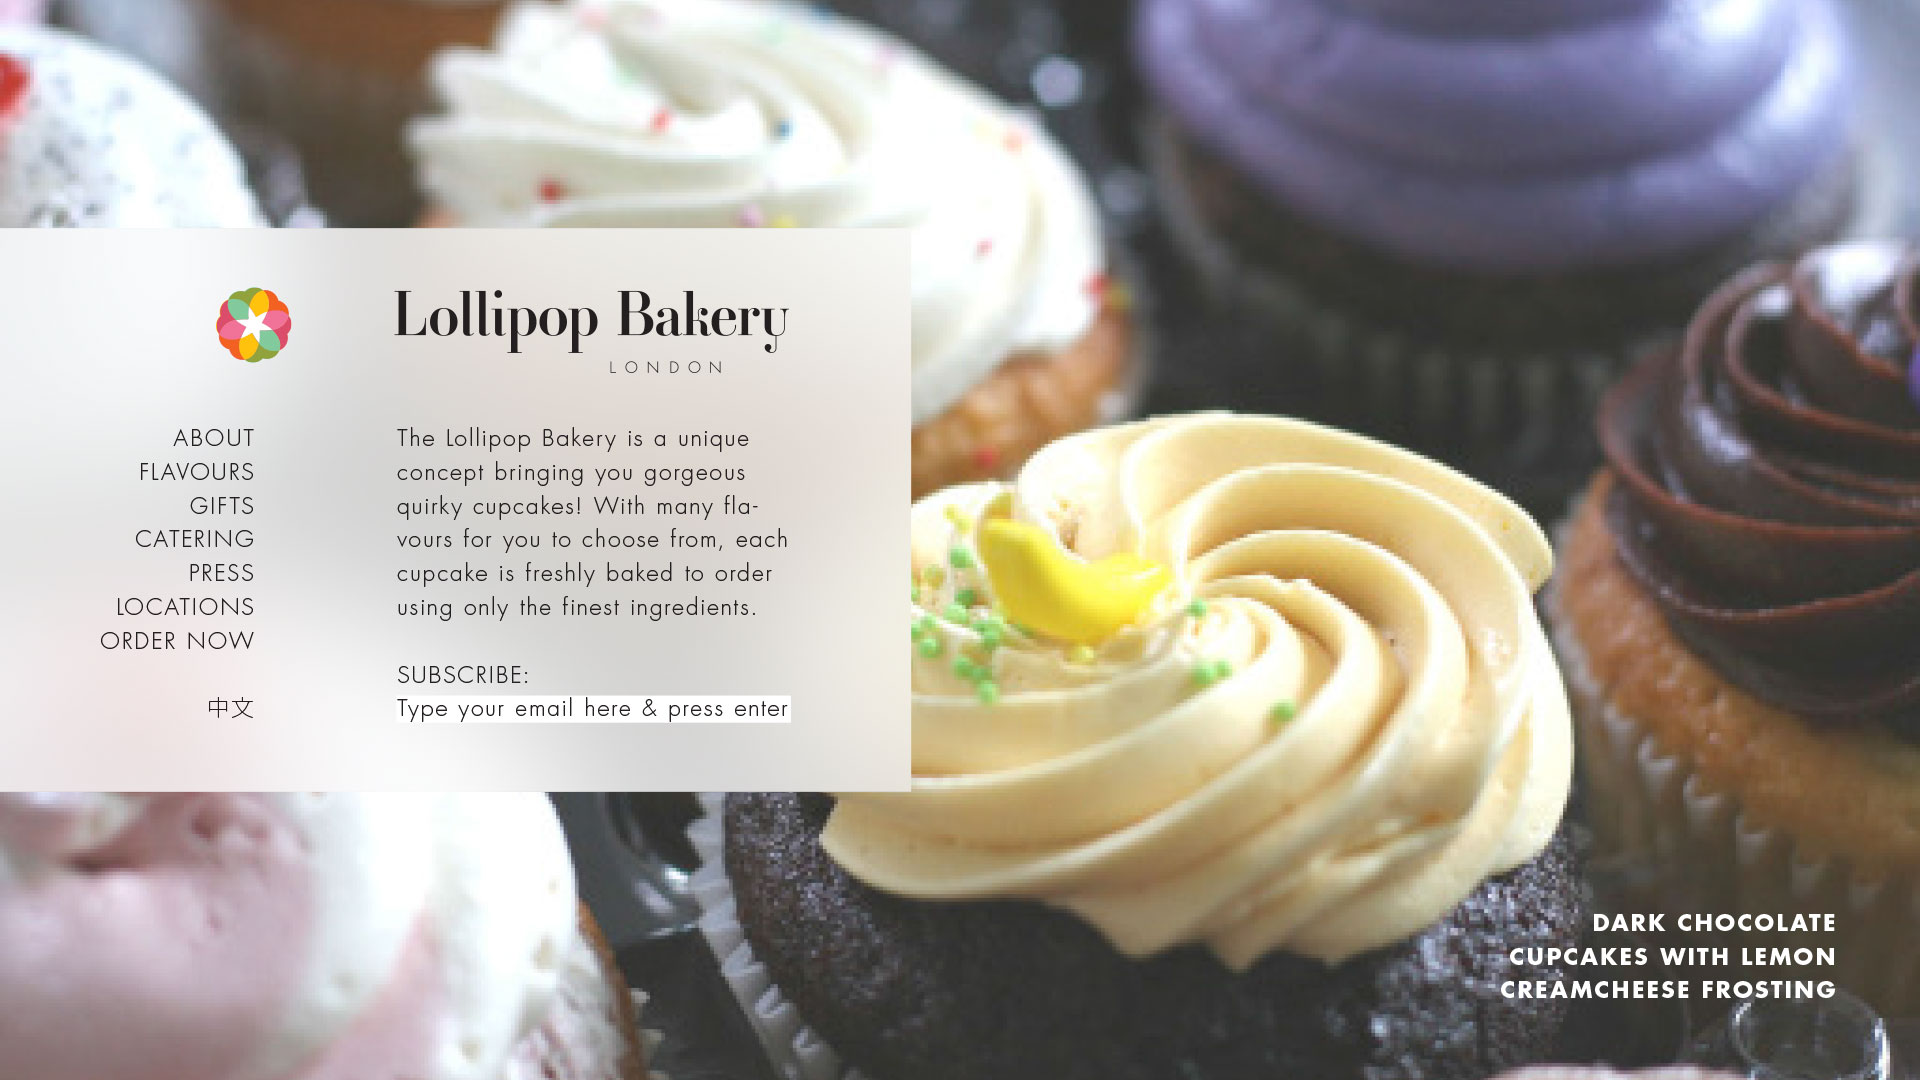 Lollipop Bakery
LONDON
ABOUT
FLAVOURS
GIFTS
CATERING
PRESS
LOCATIONS
ORDER NOW
中文
The Lollipop Bakery is a unique
concept bringing you gorgeous
quirky cupcakes! With many fla-
vours for you to choose from, each
cupcake is freshly baked to order
using only the finest ingredients.
SUBSCRIBE:
Type your email here & press enter
DARK CHOCOLATE
CUPCAKES WITH LEMON
CREAMCHEESE FROSTING